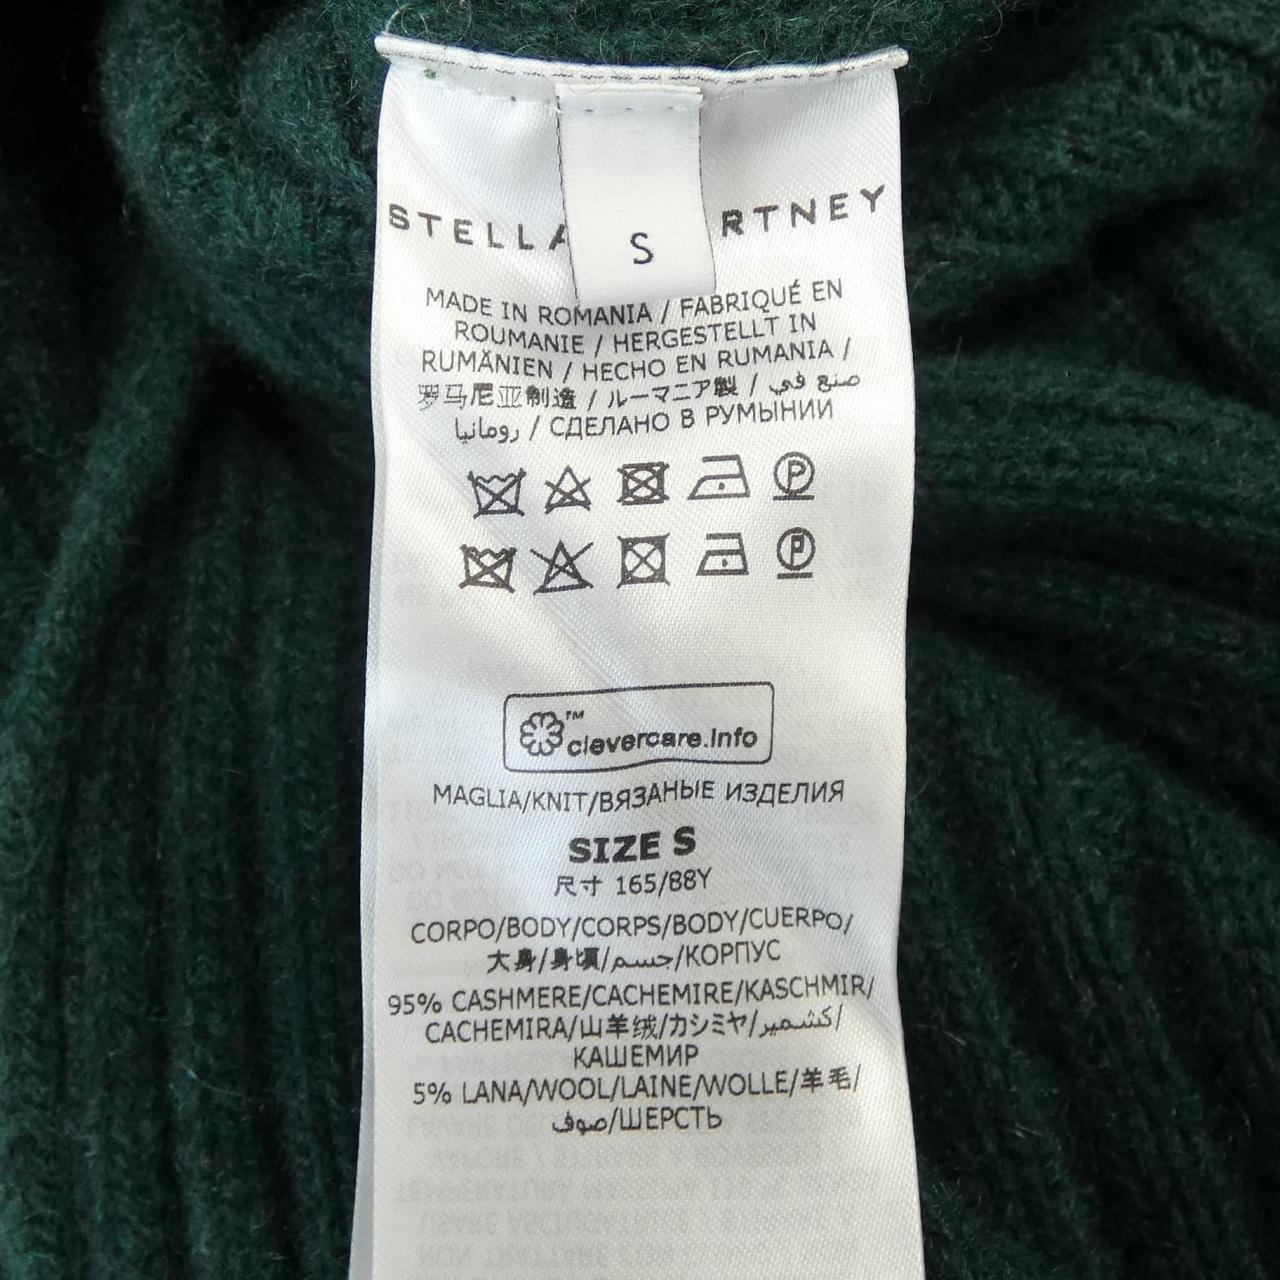 STELLA RTNEY
S
MADE IN ROMANIA / FABRIQUÉ EN
ROUMANIE / HERGESTELLT IN
RUMÄNIEN / HECHO EN RUMANIA /
罗马尼亚制造 / ルーマニア製 / صنع في
رومانيا / СДЕЛАНО В РУМЫНИИ
P
P
™ clevercare.info
MAGLIA/KNIT/ВЯЗАНЫЕ ИЗДЕЛИЯ
SIZE S
尺寸 165/88Y
CORPO/BODY/CORPS/BODY/CUERPO/
大身/身頃/جسم/КОРПУС
95% CASHMERE/CACHEMIRE/KASCHMIR/
CACHEMIRA/山羊绒/カシミヤ/كشمير/
КАШЕМИР
5% LANA/WOOL/LAINE/WOLLE/羊毛/
صوف/ШЕРСТЬ